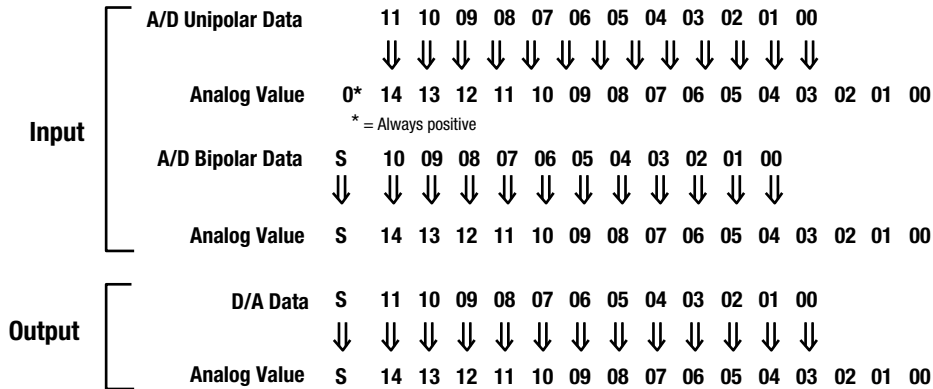 A/D Unipolar Data 11 10 09 08 07 06 05 04 03 02 01 00
Analog Value 0* 14 13 12 11 10 09 08 07 06 05 04 03 02 01 00
* = Always positive
Input
A/D Bipolar Data S 10 09 08 07 06 05 04 03 02 01 00
Analog Value S 14 13 12 11 10 09 08 07 06 05 04 03 02 01 00
D/A Data S 11 10 09 08 07 06 05 04 03 02 01 00
Output
Analog Value S 14 13 12 11 10 09 08 07 06 05 04 03 02 01 00